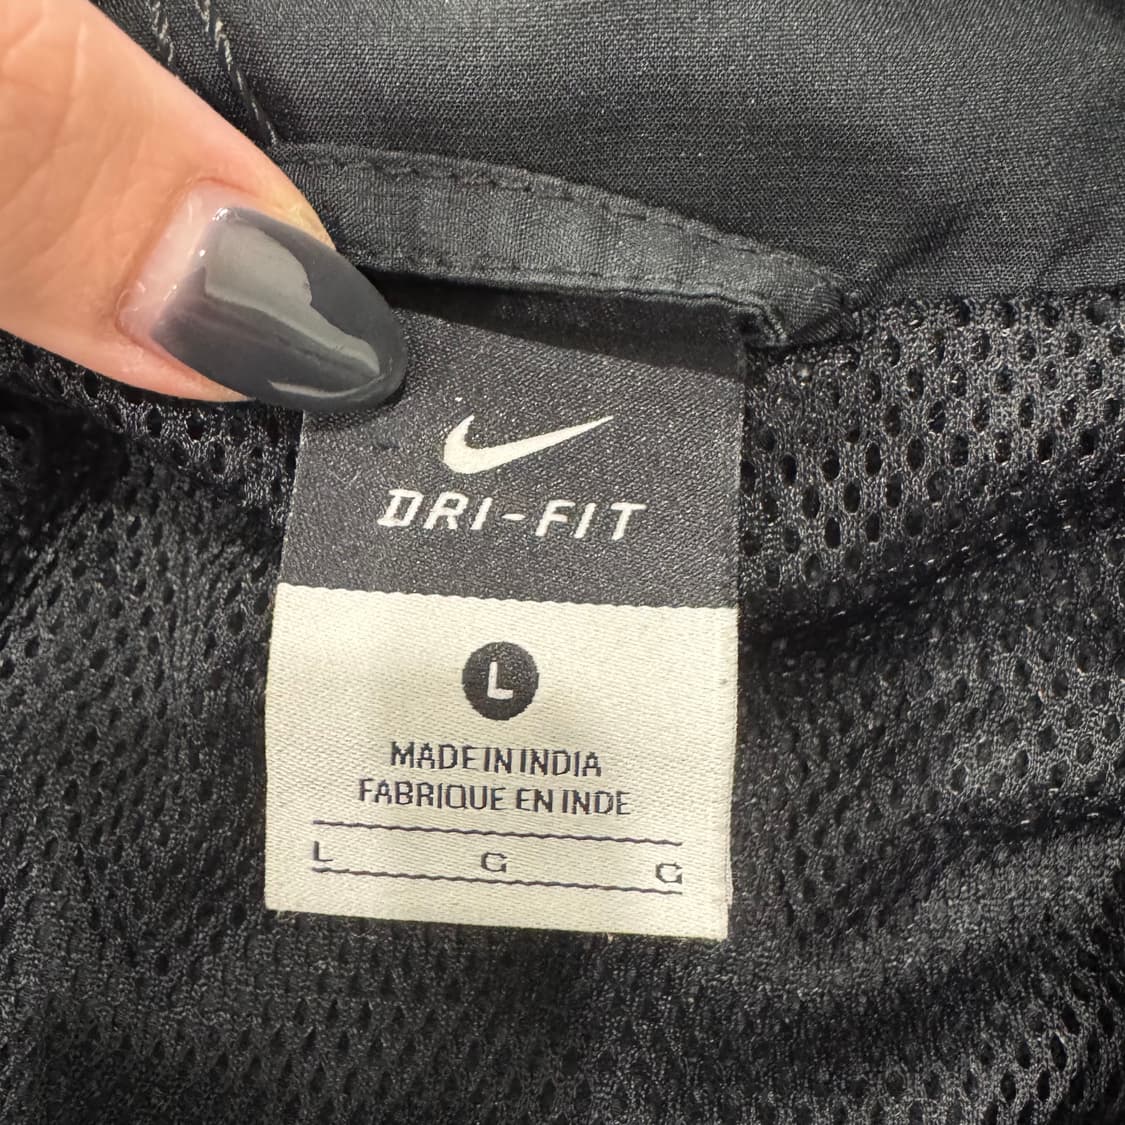 DRI-FIT
L
MADE IN INDIA
FABRIQUE EN INDE
L G G